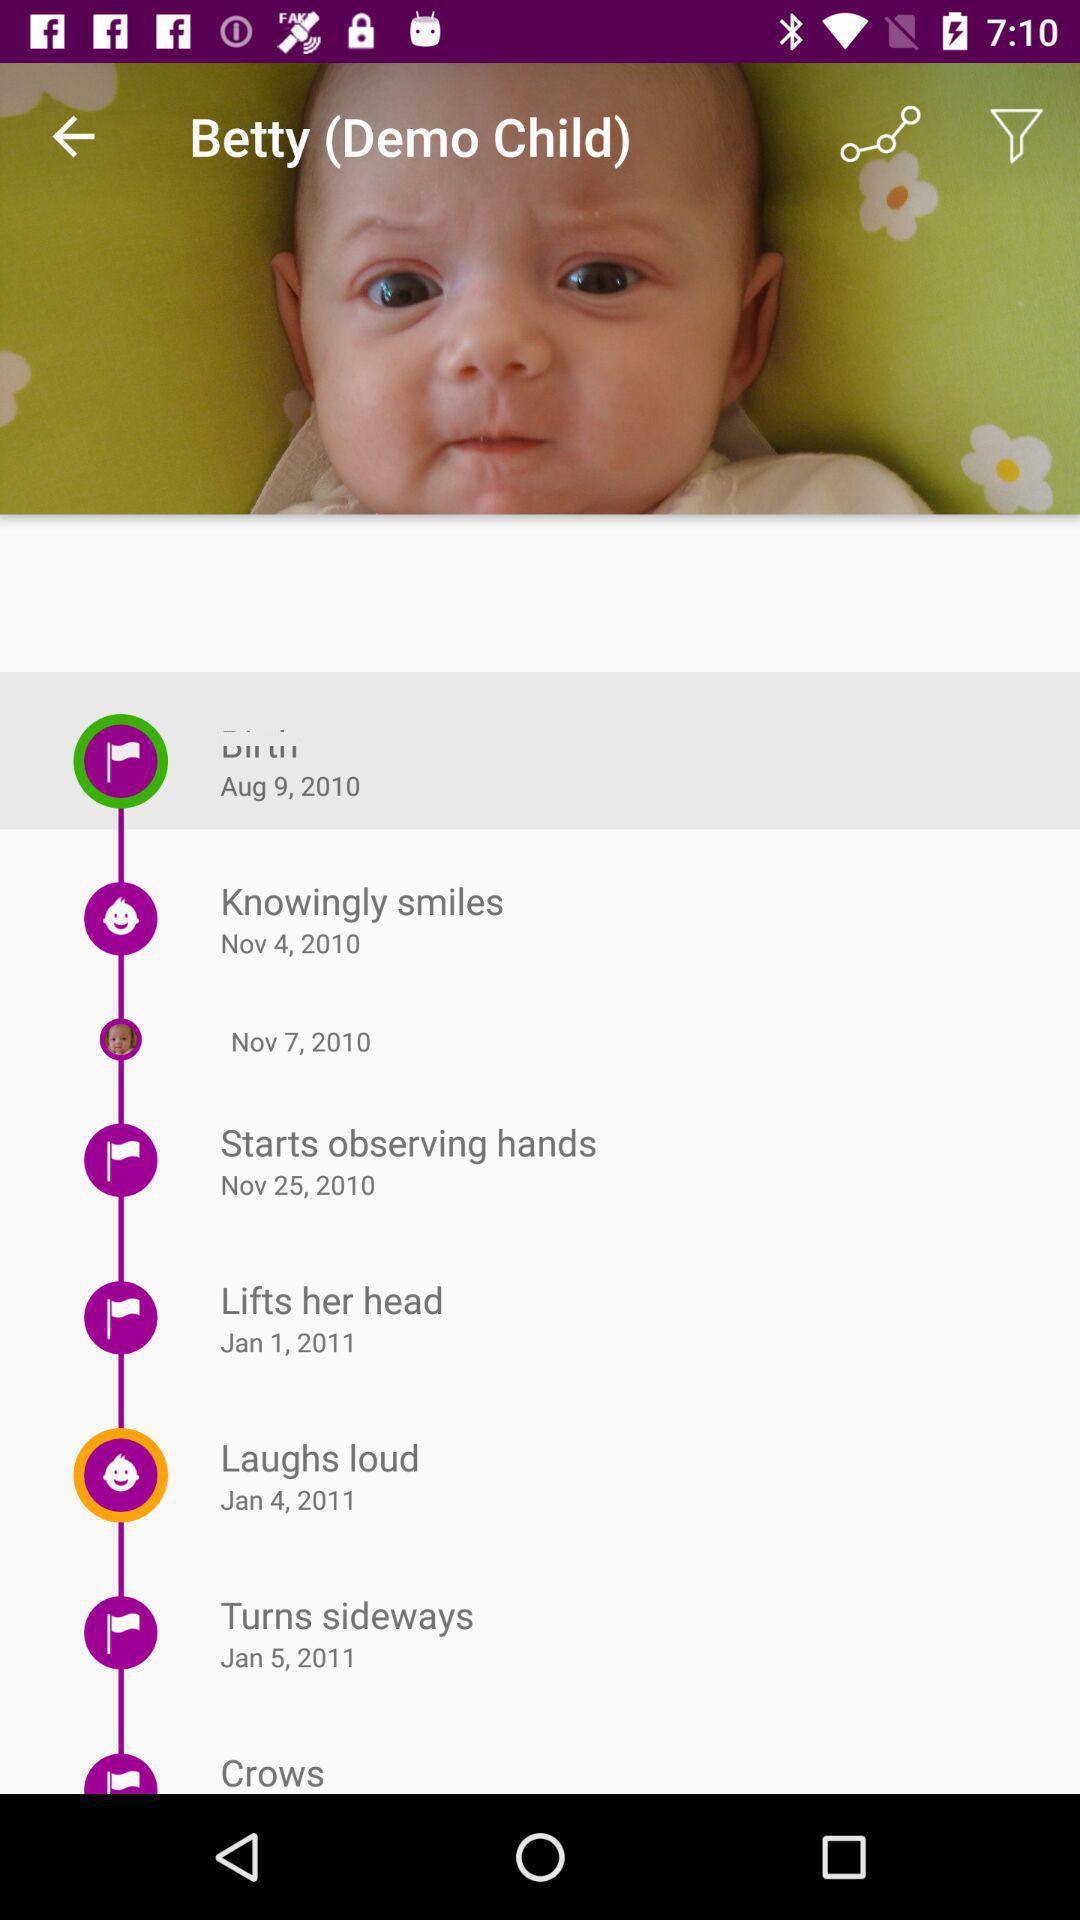 FAKE
7:10
Betty (Demo Child)
Birth
Aug 9, 2010
Knowingly smiles
Nov 4, 2010
Nov 7, 2010
Starts observing hands
Nov 25, 2010
Lifts her head
Jan 1, 2011
Laughs loud
Jan 4, 2011
Turns sideways
Jan 5, 2011
Crows